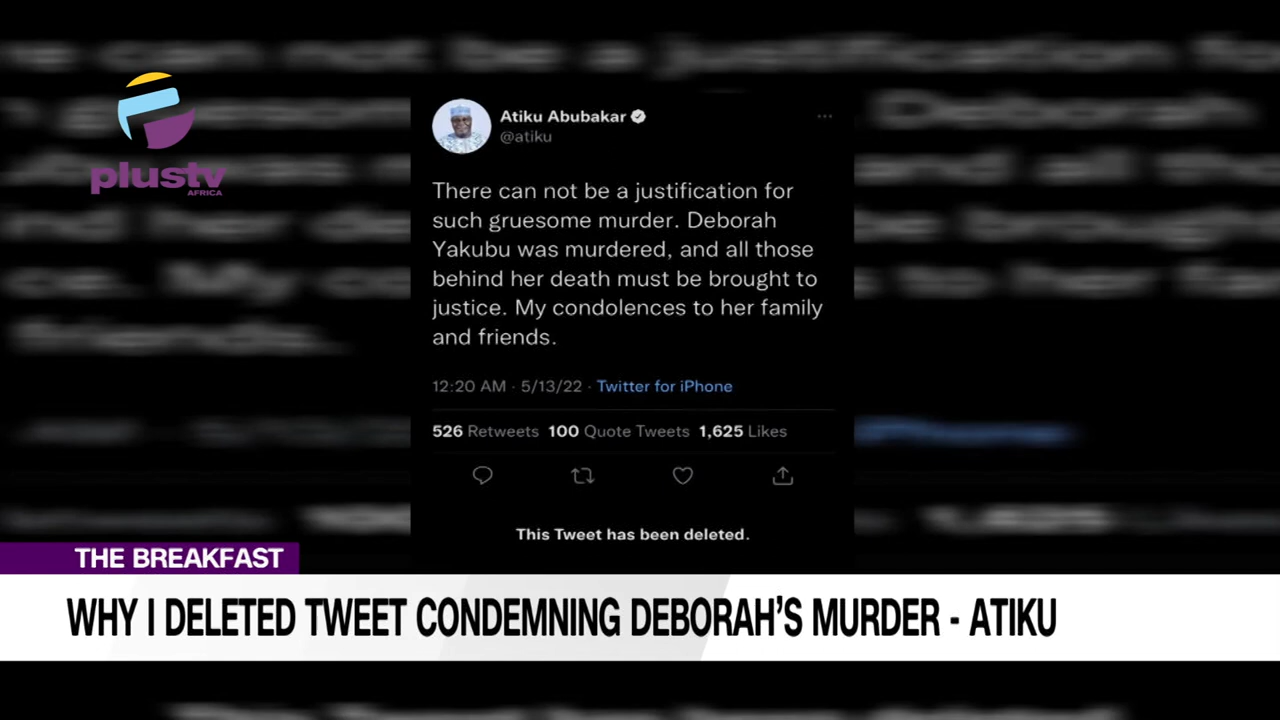 plustv
AFRICA
Atiku Abubakar
@atiku
There can not be a justification for
such gruesome murder. Deborah
Yakubu was murdered, and all those
behind her death must be brought to
justice. My condolences to her family
and friends.
12:20 AM · 5/13/22 · Twitter for iPhone
526 Retweets 100 Quote Tweets 1,625 Likes
This Tweet has been deleted.
THE BREAKFAST
WHY I DELETED TWEET CONDEMNING DEBORAH'S MURDER - ATIKU